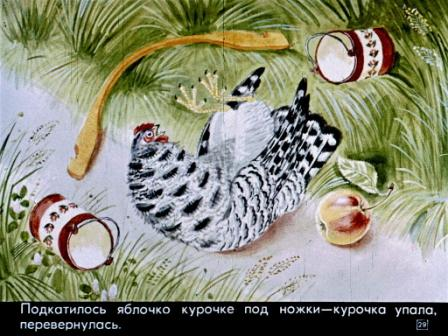 Подкатилось яблочко курочке под ножки—курочка упала,
перевернулась.
29